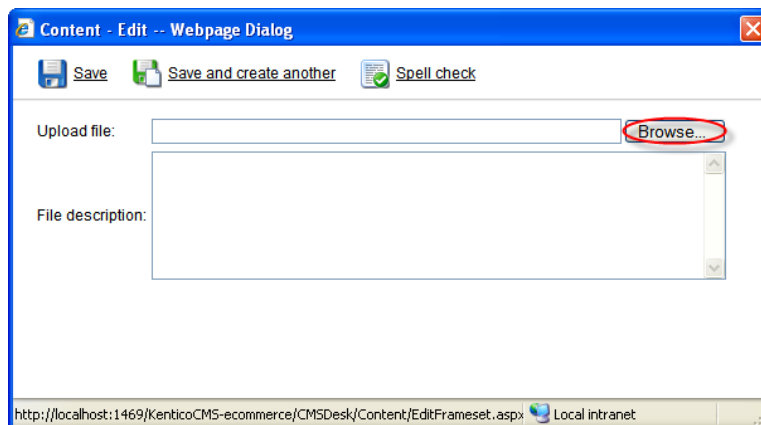 Content - Edit -- Webpage Dialog
Save Save and create another Spell check
Upload file: Browse...
File description:
http://localhost:1469/KenticoCMS-ecommerce/CMSDesk/Content/EditFrameset.aspx Local intranet